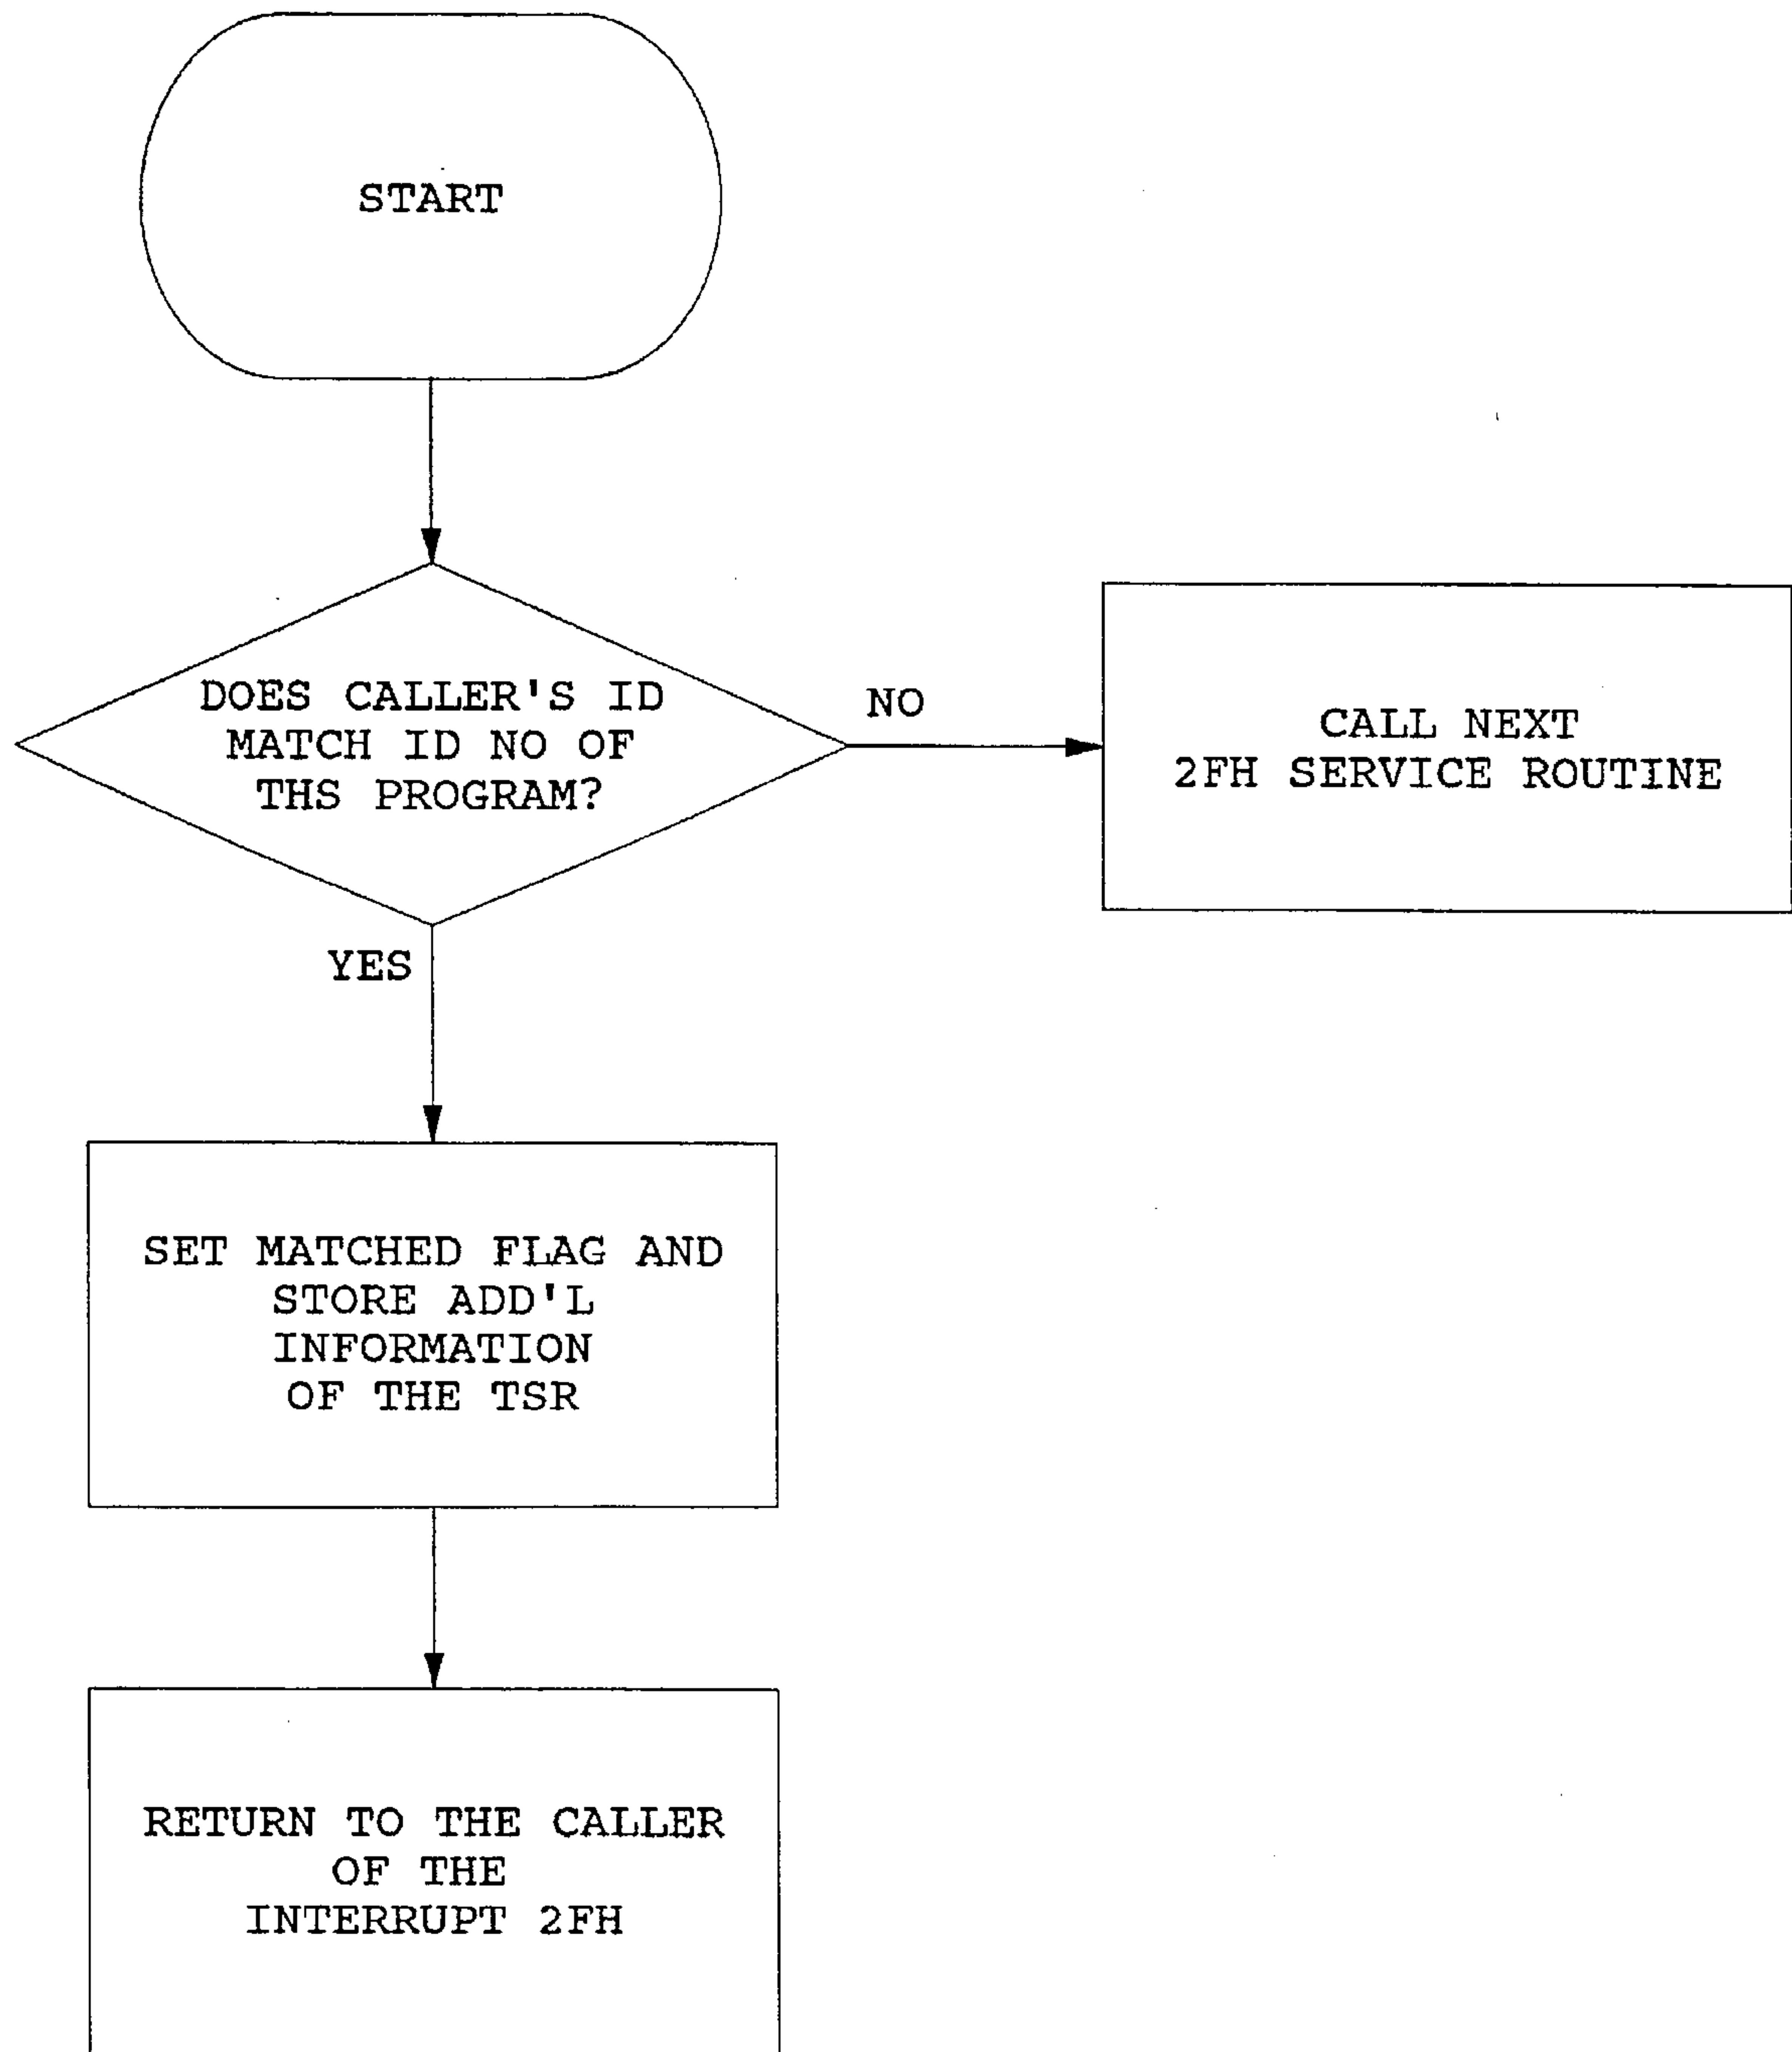 START
DOES CALLER'S ID
MATCH ID NO OF
THS PROGRAM?
NO
CALL NEXT
2FH SERVICE ROUTINE
YES
SET MATCHED FLAG AND
STORE ADD'L
INFORMATION
OF THE TSR
RETURN TO THE CALLER
OF THE
INTERRUPT 2FH